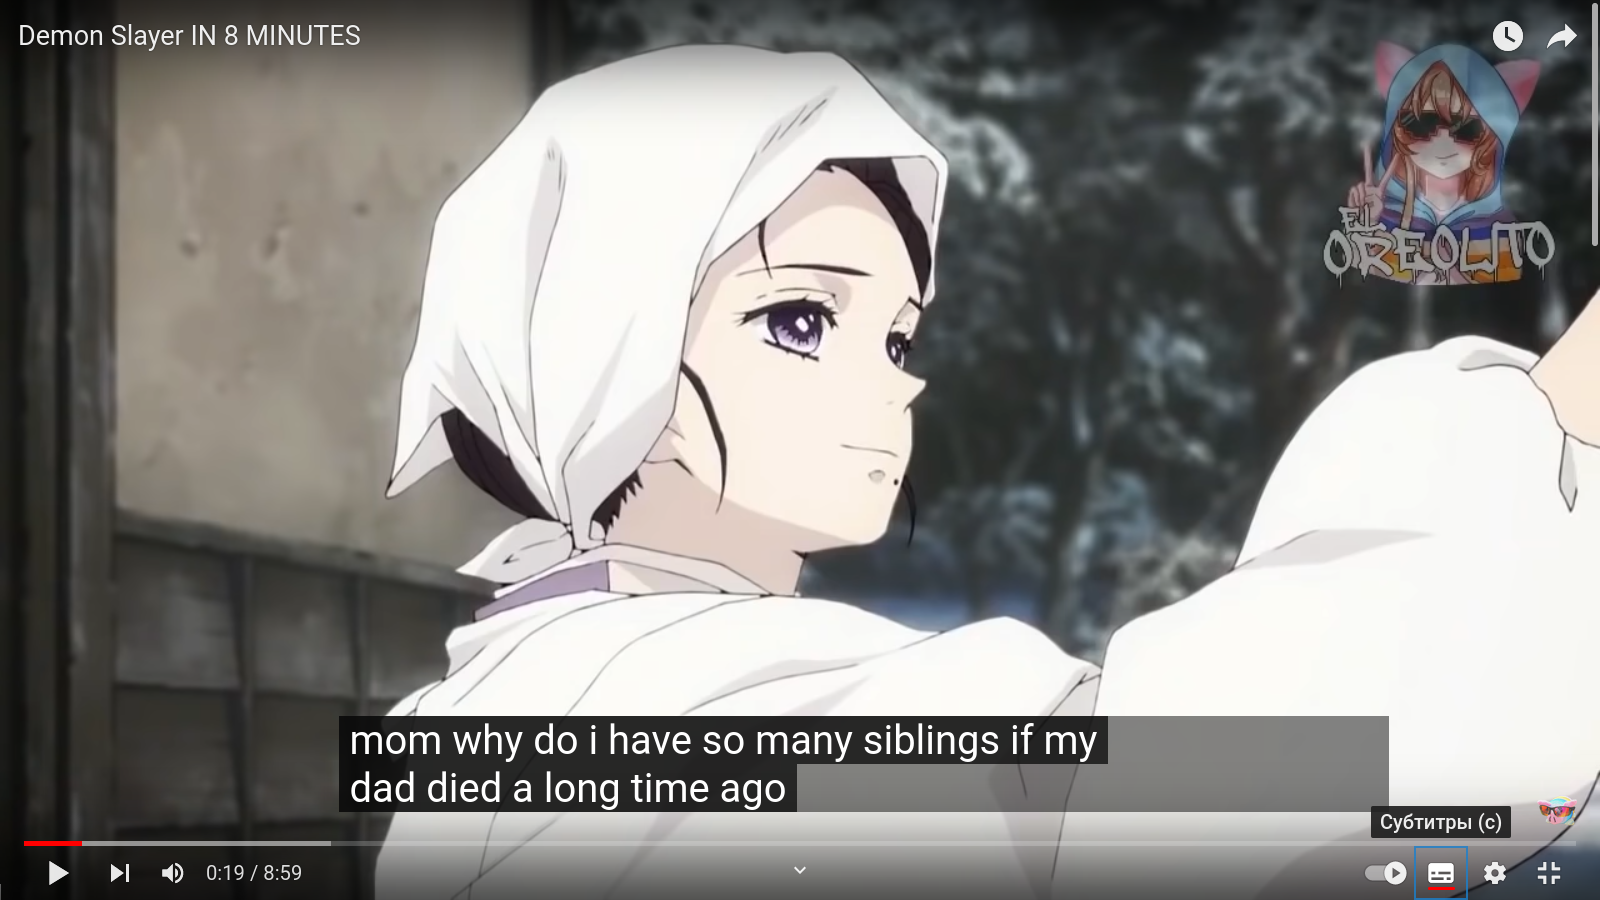 Demon Slayer IN 8 MINUTES
EL
OREOLITO
mom why do i have so many siblings if my
dad died a long time ago
Субтитры (c)
0:19 / 8:59